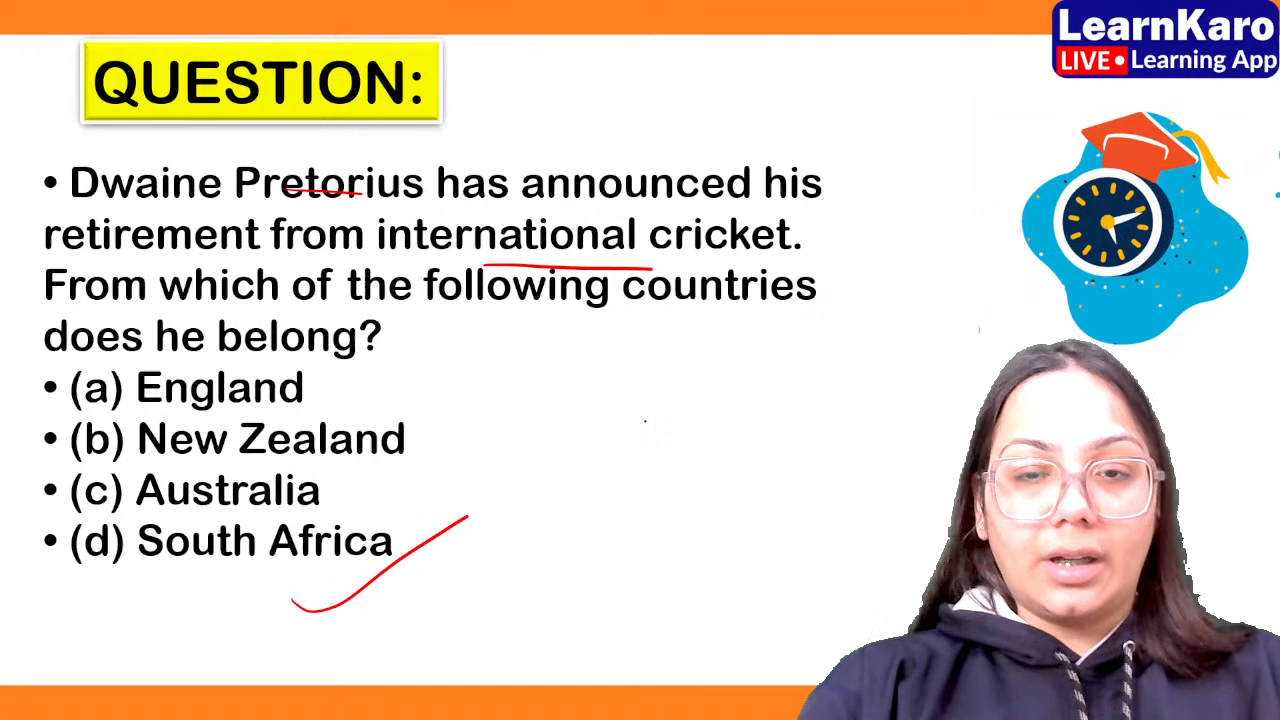 LearnKaro
LIVE • Learning App
QUESTION:
• Dwaine Pretorius has announced his
retirement from international cricket.
From which of the following countries
does he belong?
• (a) England
• (b) New Zealand
• (c) Australia
• (d) South Africa